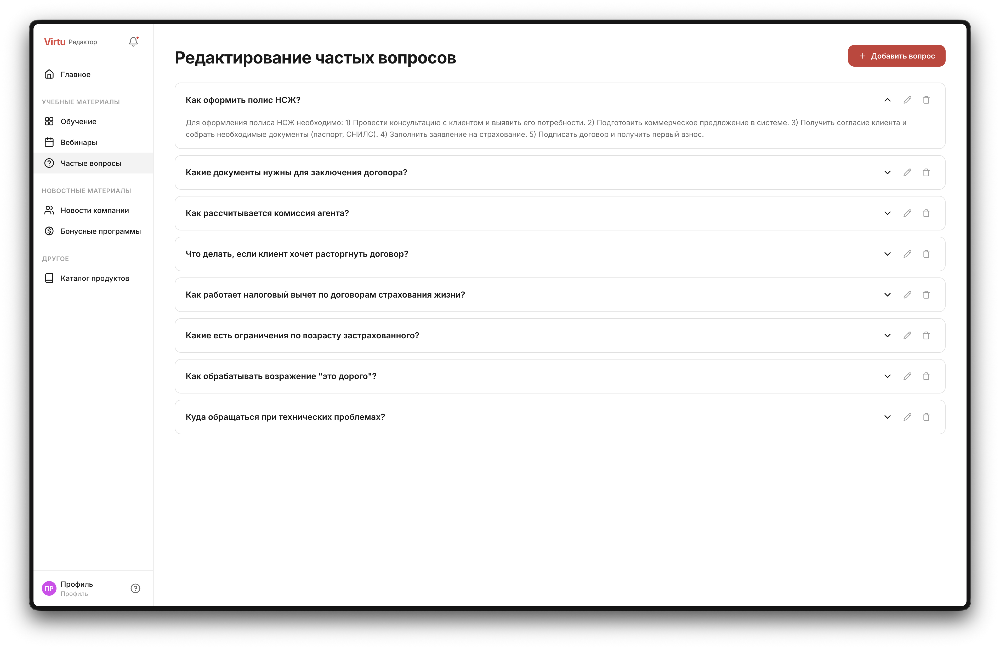 Virtu Редактор
Главное
УЧЕБНЫЕ МАТЕРИАЛЫ
Обучение
Вебинары
Частые вопросы
НОВОСТНЫЕ МАТЕРИАЛЫ
Новости компании
Бонусные программы
ДРУГОЕ
Каталог продуктов
ПР
Профиль
Профиль
Редактирование частых вопросов
Добавить вопрос
Как оформить полис НСЖ?
Для оформления полиса НСЖ необходимо: 1) Провести консультацию с клиентом и выявить его потребности. 2) Подготовить коммерческое предложение в системе. 3) Получить согласие клиента и
собрать необходимые документы (паспорт, СНИЛС). 4) Заполнить заявление на страхование. 5) Подписать договор и получить первый взнос.
Какие документы нужны для заключения договора?
Как рассчитывается комиссия агента?
Что делать, если клиент хочет расторгнуть договор?
Как работает налоговый вычет по договорам страхования жизни?
Какие есть ограничения по возрасту застрахованного?
Как обрабатывать возражение "это дорого"?
Куда обращаться при технических проблемах?